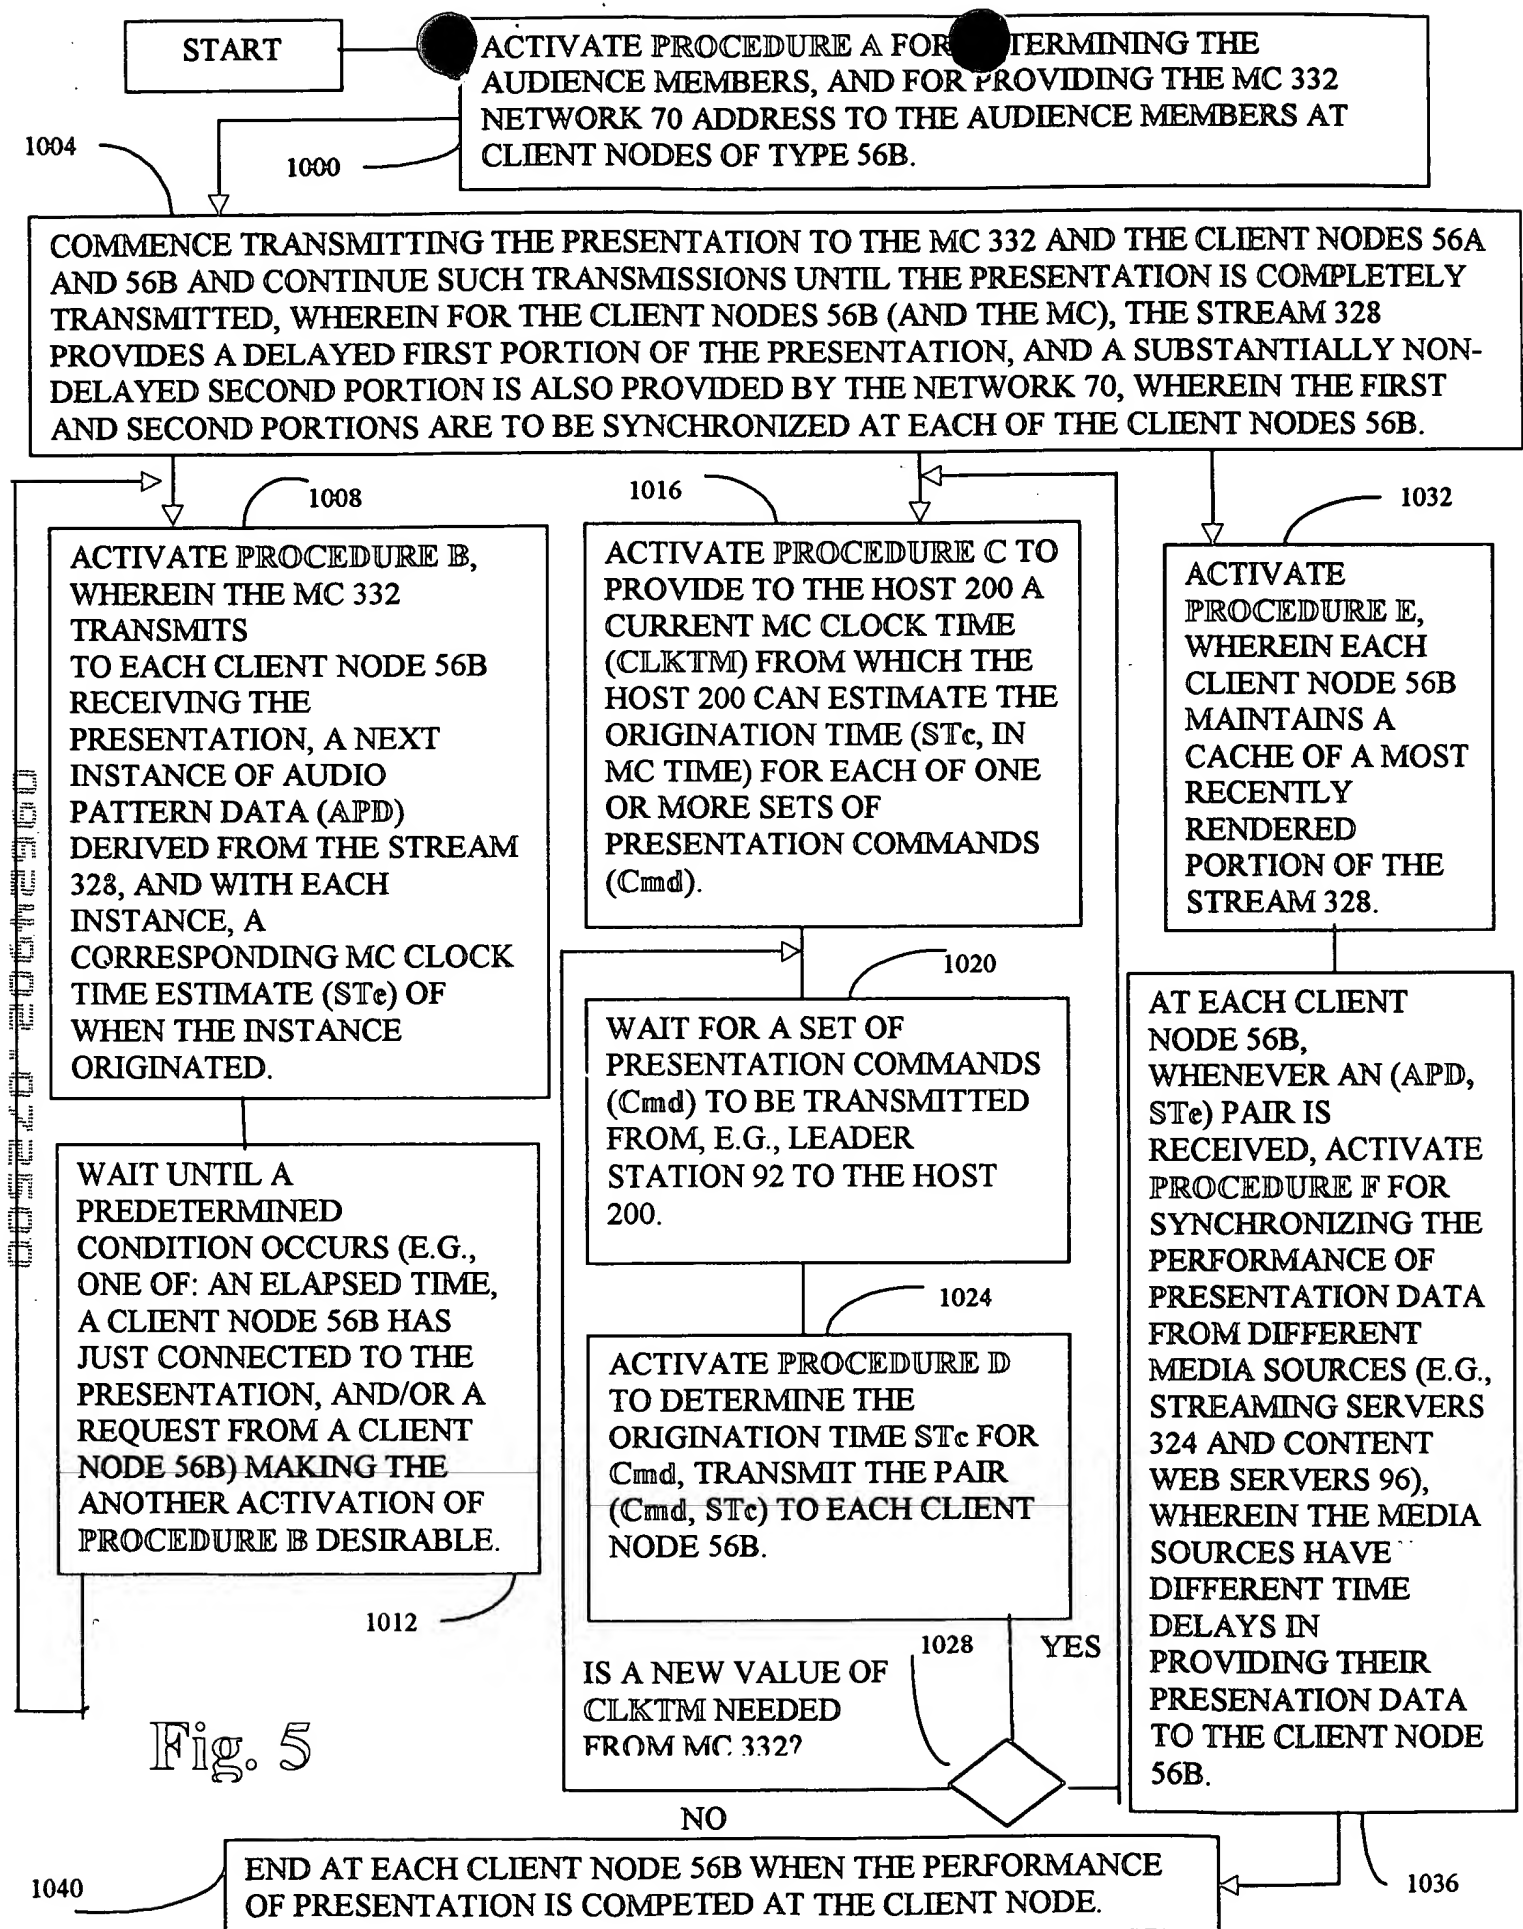 START
ACTIVATE PROCEDURE A FOR TERMINING THE
AUDIENCE MEMBERS, AND FOR PROVIDING THE MC 332
NETWORK 70 ADDRESS TO THE AUDIENCE MEMBERS AT
CLIENT NODES OF TYPE 56B.
1004
1000
COMMENCE TRANSMITTING THE PRESENTATION TO THE MC 332 AND THE CLIENT NODES 56A
AND 56B AND CONTINUE SUCH TRANSMISSIONS UNTIL THE PRESENTATION IS COMPLETELY
TRANSMITTED, WHEREIN FOR THE CLIENT NODES 56B (AND THE MC), THE STREAM 328
PROVIDES A DELAYED FIRST PORTION OF THE PRESENTATION, AND A SUBSTANTIALLY NON-
DELAYED SECOND PORTION IS ALSO PROVIDED BY THE NETWORK 70, WHEREIN THE FIRST
AND SECOND PORTIONS ARE TO BE SYNCHRONIZED AT EACH OF THE CLIENT NODES 56B.
1008
ACTIVATE PROCEDURE B,
WHEREIN THE MC 332
TRANSMITS
TO EACH CLIENT NODE 56B
RECEIVING THE
PRESENTATION, A NEXT
INSTANCE OF AUDIO
PATTERN DATA (APD)
DERIVED FROM THE STREAM
328, AND WITH EACH
INSTANCE, A
CORRESPONDING MC CLOCK
TIME ESTIMATE (STe) OF
WHEN THE INSTANCE
ORIGINATED.
WAIT UNTIL A
PREDETERMINED
CONDITION OCCURS (E.G.,
ONE OF: AN ELAPSED TIME,
A CLIENT NODE 56B HAS
JUST CONNECTED TO THE
PRESENTATION, AND/OR A
REQUEST FROM A CLIENT
NODE 56B) MAKING THE
ANOTHER ACTIVATION OF
PROCEDURE B DESIRABLE.
1012
1016
ACTIVATE PROCEDURE C TO
PROVIDE TO THE HOST 200 A
CURRENT MC CLOCK TIME
(CLKTM) FROM WHICH THE
HOST 200 CAN ESTIMATE THE
ORIGINATION TIME (STc, IN
MC TIME) FOR EACH OF ONE
OR MORE SETS OF
PRESENTATION COMMANDS
(Cmd).
1020
WAIT FOR A SET OF
PRESENTATION COMMANDS
(Cmd) TO BE TRANSMITTED
FROM, E.G., LEADER
STATION 92 TO THE HOST
200.
1024
ACTIVATE PROCEDURE D
TO DETERMINE THE
ORIGINATION TIME STc FOR
Cmd, TRANSMIT THE PAIR
(Cmd, STc) TO EACH CLIENT
NODE 56B.
1028
YES
IS A NEW VALUE OF
CLKTM NEEDED
FROM MC 332?
NO
1032
ACTIVATE
PROCEDURE E,
WHEREIN EACH
CLIENT NODE 56B
MAINTAINS A
CACHE OF A MOST
RECENTLY
RENDERED
PORTION OF THE
STREAM 328.
AT EACH CLIENT
NODE 56B,
WHENEVER AN (APD,
STe) PAIR IS
RECEIVED, ACTIVATE
PROCEDURE F FOR
SYNCHRONIZING THE
PERFORMANCE OF
PRESENTATION DATA
FROM DIFFERENT
MEDIA SOURCES (E.G.,
STREAMING SERVERS
324 AND CONTENT
WEB SERVERS 96),
WHEREIN THE MEDIA
SOURCES HAVE
DIFFERENT TIME
DELAYS IN
PROVIDING THEIR
PRESENATION DATA
TO THE CLIENT NODE
56B.
1036
Fig. 5
1040
END AT EACH CLIENT NODE 56B WHEN THE PERFORMANCE
OF PRESENTATION IS COMPETED AT THE CLIENT NODE.